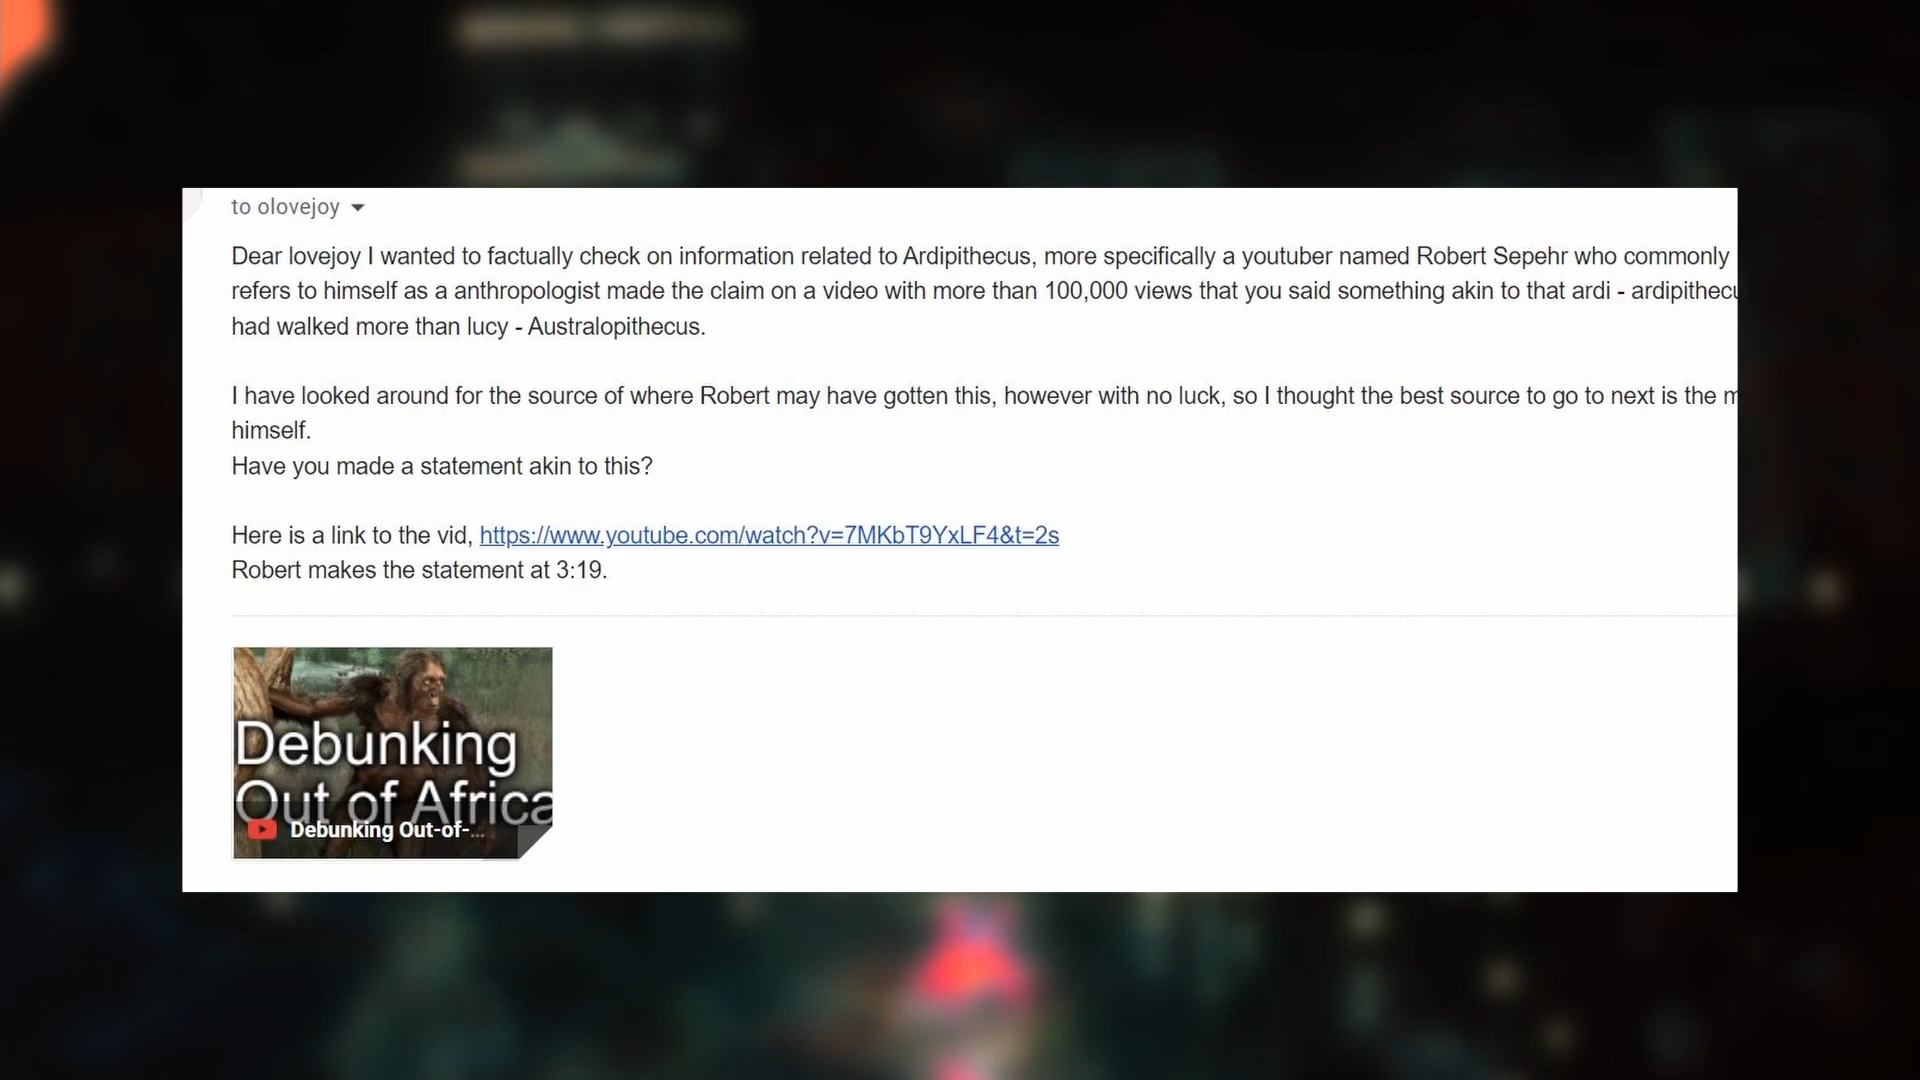 to olovejoy
Dear lovejoy I wanted to factually check on information related to Ardipithecus, more specifically a youtuber named Robert Sepehr who commonly
refers to himself as a anthropologist made the claim on a video with more than 100,000 views that you said something akin to that ardi - ardipithecu
had walked more than lucy - Australopithecus.
I have looked around for the source of where Robert may have gotten this, however with no luck, so I thought the best source to go to next is the
himself.
Have you made a statement akin to this?
Here is a link to the vid, https://www.youtube.com/watch?v=7MKbT9YxLF4&t=2s
Robert makes the statement at 3:19.
Debunking
Out of Africa
Debunking Out-of-...